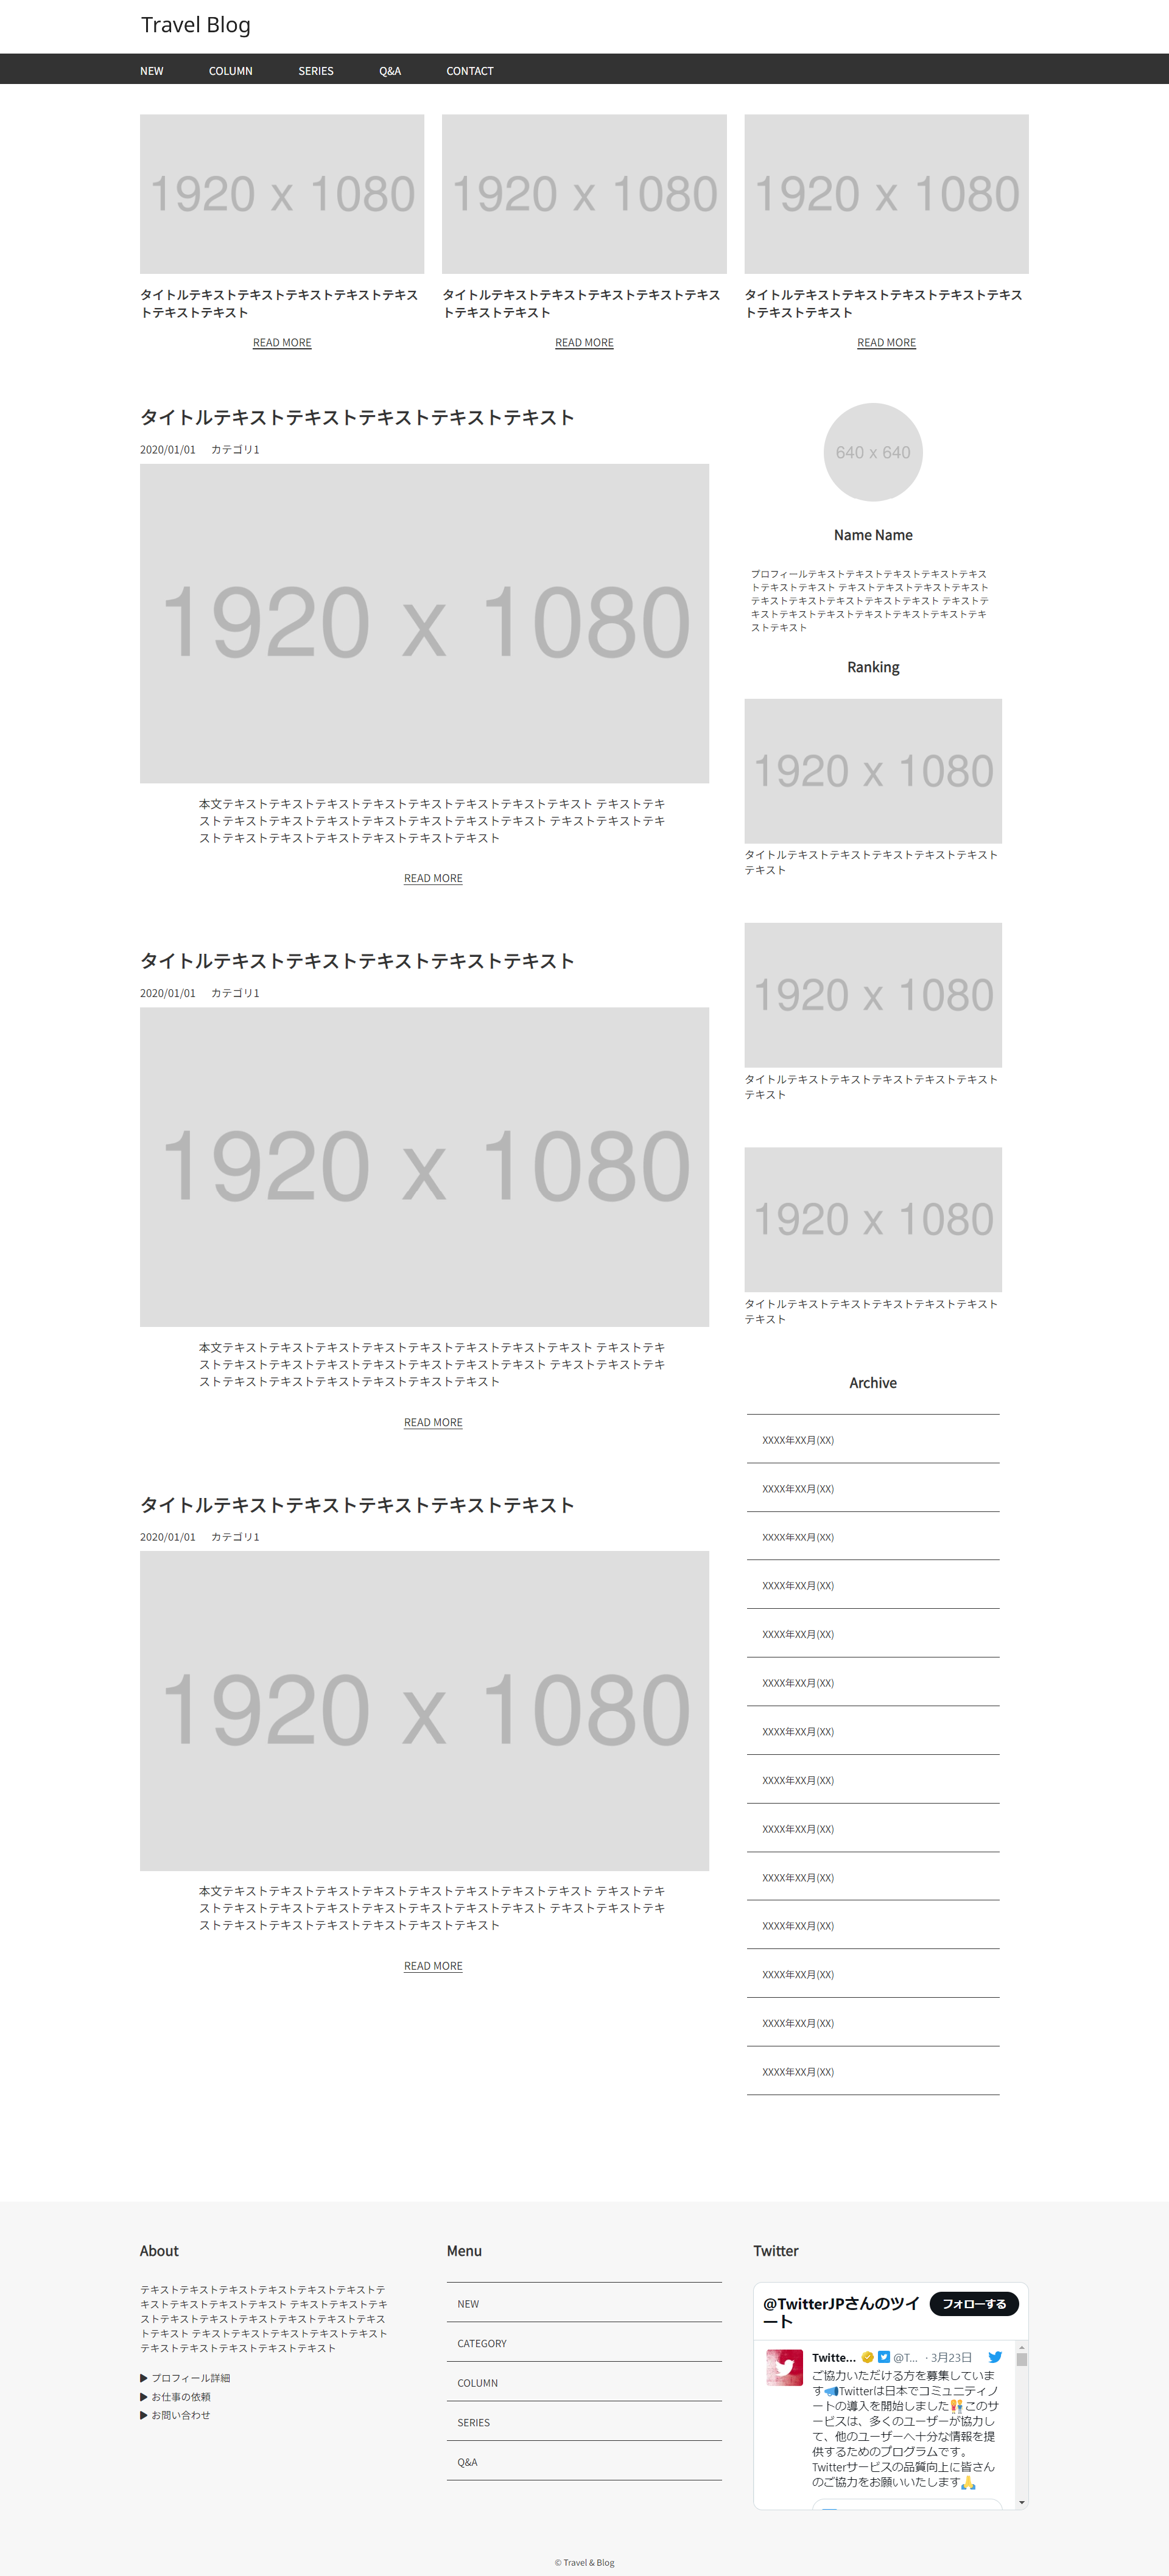 Travel Blog
NEW COLUMN SERIES Q&A CONTACT
1920 x 1080
タイトルテキストテキストテキストテキストテキス
トテキストテキスト
READ MORE
1920 x 1080
タイトルテキストテキストテキストテキストテキス
トテキストテキスト
READ MORE
1920 x 1080
タイトルテキストテキストテキストテキストテキス
トテキストテキスト
READ MORE
タイトルテキストテキストテキストテキストテキスト
2020/01/01 カテゴリ1
1920 x 1080
本文テキストテキストテキストテキストテキストテキストテキストテキスト テキストテキ
ストテキストテキストテキストテキストテキストテキストテキスト テキストテキストテキ
ストテキストテキストテキストテキストテキストテキスト
READ MORE
タイトルテキストテキストテキストテキストテキスト
2020/01/01 カテゴリ1
1920 x 1080
本文テキストテキストテキストテキストテキストテキストテキストテキスト テキストテキ
ストテキストテキストテキストテキストテキストテキストテキスト テキストテキストテキ
ストテキストテキストテキストテキストテキストテキスト
READ MORE
タイトルテキストテキストテキストテキストテキスト
2020/01/01 カテゴリ1
1920 x 1080
本文テキストテキストテキストテキストテキストテキストテキストテキスト テキストテキ
ストテキストテキストテキストテキストテキストテキストテキスト テキストテキストテキ
ストテキストテキストテキストテキストテキストテキスト
READ MORE
640 x 640
Name Name
プロフィールテキストテキストテキストテキストテキス
トテキストテキスト テキストテキストテキストテキスト
テキストテキストテキストテキストテキスト テキストテ
キストテキストテキストテキストテキストテキストテキ
ストテキスト
Ranking
1920 x 1080
タイトルテキストテキストテキストテキストテキスト
テキスト
1920 x 1080
タイトルテキストテキストテキストテキストテキスト
テキスト
1920 x 1080
タイトルテキストテキストテキストテキストテキスト
テキスト
Archive
XXXX年XX月(XX)
XXXX年XX月(XX)
XXXX年XX月(XX)
XXXX年XX月(XX)
XXXX年XX月(XX)
XXXX年XX月(XX)
XXXX年XX月(XX)
XXXX年XX月(XX)
XXXX年XX月(XX)
XXXX年XX月(XX)
XXXX年XX月(XX)
XXXX年XX月(XX)
XXXX年XX月(XX)
XXXX年XX月(XX)
About
テキストテキストテキストテキストテキストテキストテ
キストテキストテキストテキスト テキストテキストテキ
ストテキストテキストテキストテキストテキストテキス
トテキスト テキストテキストテキストテキストテキスト
テキストテキストテキストテキストテキスト
▶ プロフィール詳細
▶ お仕事の依頼
▶ お問い合わせ
Menu
NEW
CATEGORY
COLUMN
SERIES
Q&A
Twitter
@TwitterJPさんのツイ
ート
フォローする
Twitte... @T... · 3月23日
ご協力いただける方を募集していま
す📣Twitterは日本でコミュニティノ
ートの導入を開始しました👫このサ
ービスは、多くのユーザーが協力し
て、他のユーザーへ十分な情報を提
供するためのプログラムです。
Twitterサービスの品質向上に皆さん
のご協力をお願いいたします🙏
© Travel & Blog